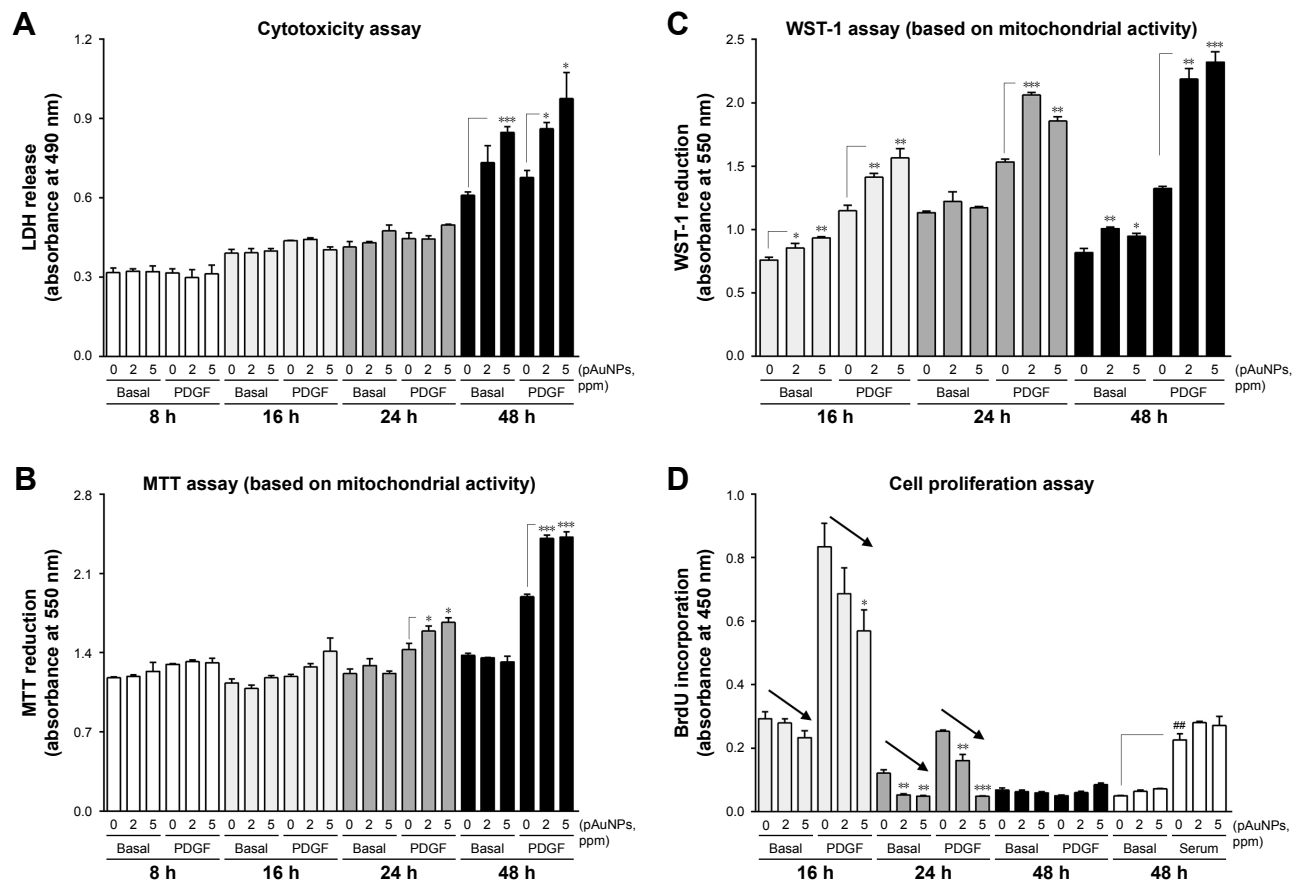 A
Cytotoxicity assay
LDH release
(absorbance at 490 nm)
1.2
0.9
0.6
0.3
0.0
* *** *
*
0 2 5 0 2 5 0 2 5 0 2 5 0 2 5 0 2 5 0 2 5 0 2 5 (pAuNPs,
Basal PDGF Basal PDGF Basal PDGF Basal PDGF ppm)
8 h 16 h 24 h 48 h
B
MTT assay (based on mitochondrial activity)
MTT reduction
(absorbance at 550 nm)
2.8
2.1
1.4
0.7
0.0
*** ***
* *
0 2 5 0 2 5 0 2 5 0 2 5 0 2 5 0 2 5 0 2 5 0 2 5 (pAuNPs,
Basal PDGF Basal PDGF Basal PDGF Basal PDGF ppm)
8 h 16 h 24 h 48 h
C
WST-1 assay (based on mitochondrial activity)
WST-1 reduction
(absorbance at 550 nm)
2.5
2.0
1.5
1.0
0.5
0.0
* ** ** ** *** ** ** * ** ***
0 2 5 0 2 5 0 2 5 0 2 5 0 2 5 0 2 5 (pAuNPs,
Basal PDGF Basal PDGF Basal PDGF ppm)
16 h 24 h 48 h
D
Cell proliferation assay
BrdU incorporation
(absorbance at 450 nm)
1.0
0.8
0.6
0.4
0.2
0.0
* ** ** ** *** ##
0 2 5 0 2 5 0 2 5 0 2 5 0 2 5 0 2 5 0 2 5 0 2 5 (pAuNPs,
Basal PDGF Basal PDGF Basal PDGF Basal Serum ppm)
16 h 24 h 48 h 48 h